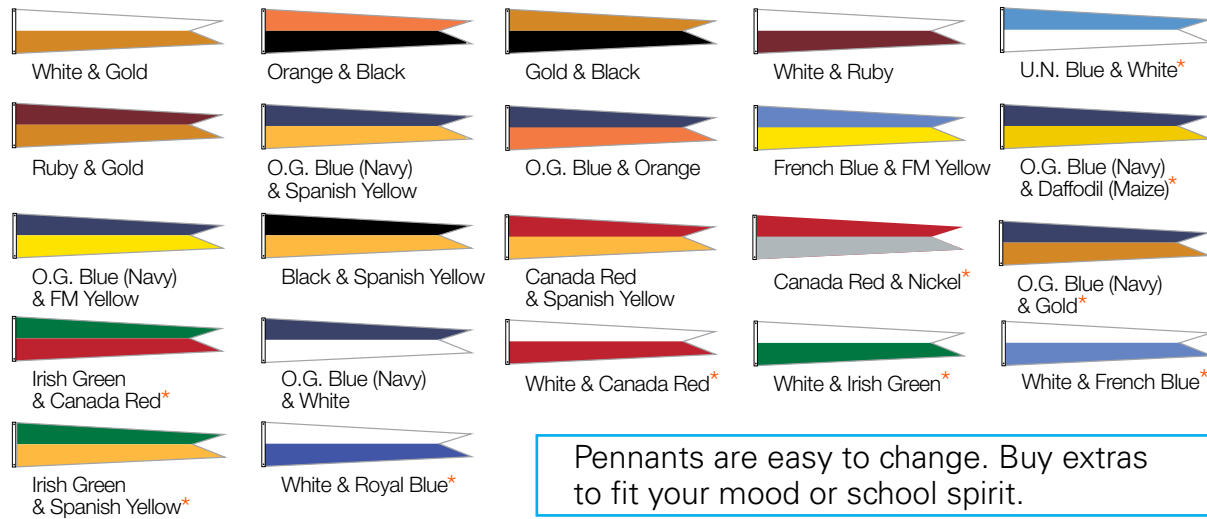 White & Gold
Orange & Black
Gold & Black
White & Ruby
U.N. Blue & White*
Ruby & Gold
O.G. Blue (Navy)
& Spanish Yellow
O.G. Blue & Orange
French Blue & FM Yellow
O.G. Blue (Navy)
& Daffodil (Maize)*
O.G. Blue (Navy)
& FM Yellow
Black & Spanish Yellow
Canada Red
& Spanish Yellow
Canada Red & Nickel*
O.G. Blue (Navy)
& Gold*
Irish Green
& Canada Red*
O.G. Blue (Navy)
& White
White & Canada Red*
White & Irish Green*
White & French Blue*
Irish Green
& Spanish Yellow*
White & Royal Blue*
Pennants are easy to change. Buy extras
to fit your mood or school spirit.